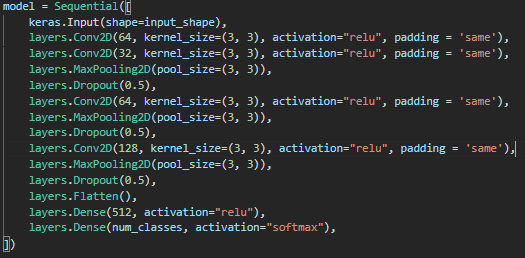 model = Sequential([
    keras.Input(shape=input_shape),
    layers.Conv2D(64, kernel_size=(3, 3), activation="relu", padding = 'same'),
    layers.Conv2D(32, kernel_size=(3, 3), activation="relu", padding = 'same'),
    layers.MaxPooling2D(pool_size=(3, 3)),
    layers.Dropout(0.5),
    layers.Conv2D(64, kernel_size=(3, 3), activation="relu", padding = 'same'),
    layers.MaxPooling2D(pool_size=(3, 3)),
    layers.Dropout(0.5),
    layers.Conv2D(128, kernel_size=(3, 3), activation="relu", padding = 'same'),
    layers.MaxPooling2D(pool_size=(3, 3)),
    layers.Dropout(0.5),
    layers.Flatten(),
    layers.Dense(512, activation="relu"),
    layers.Dense(num_classes, activation="softmax"),
])